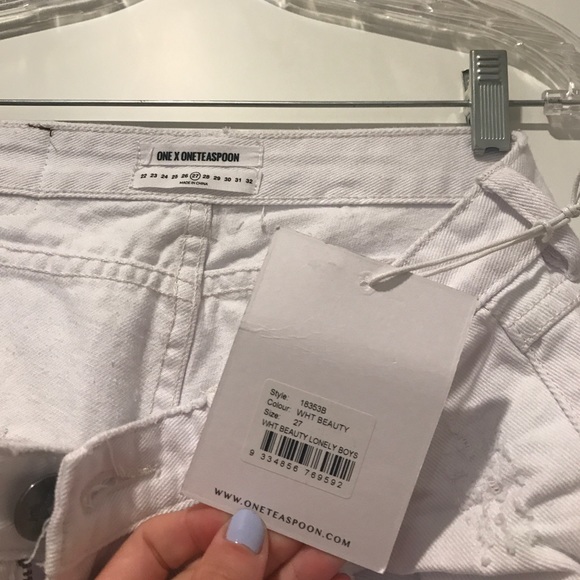 ONE X ONETEASPOON
22 23 24 25 26 27 28 29 30 31 32
MADE IN CHINA
Style: 18353B
Colour: WHT BEAUTY
Size: 27
WHT BEAUTY LONELY BOYS
9 334856 769592
WWW.ONETEASPOON.COM